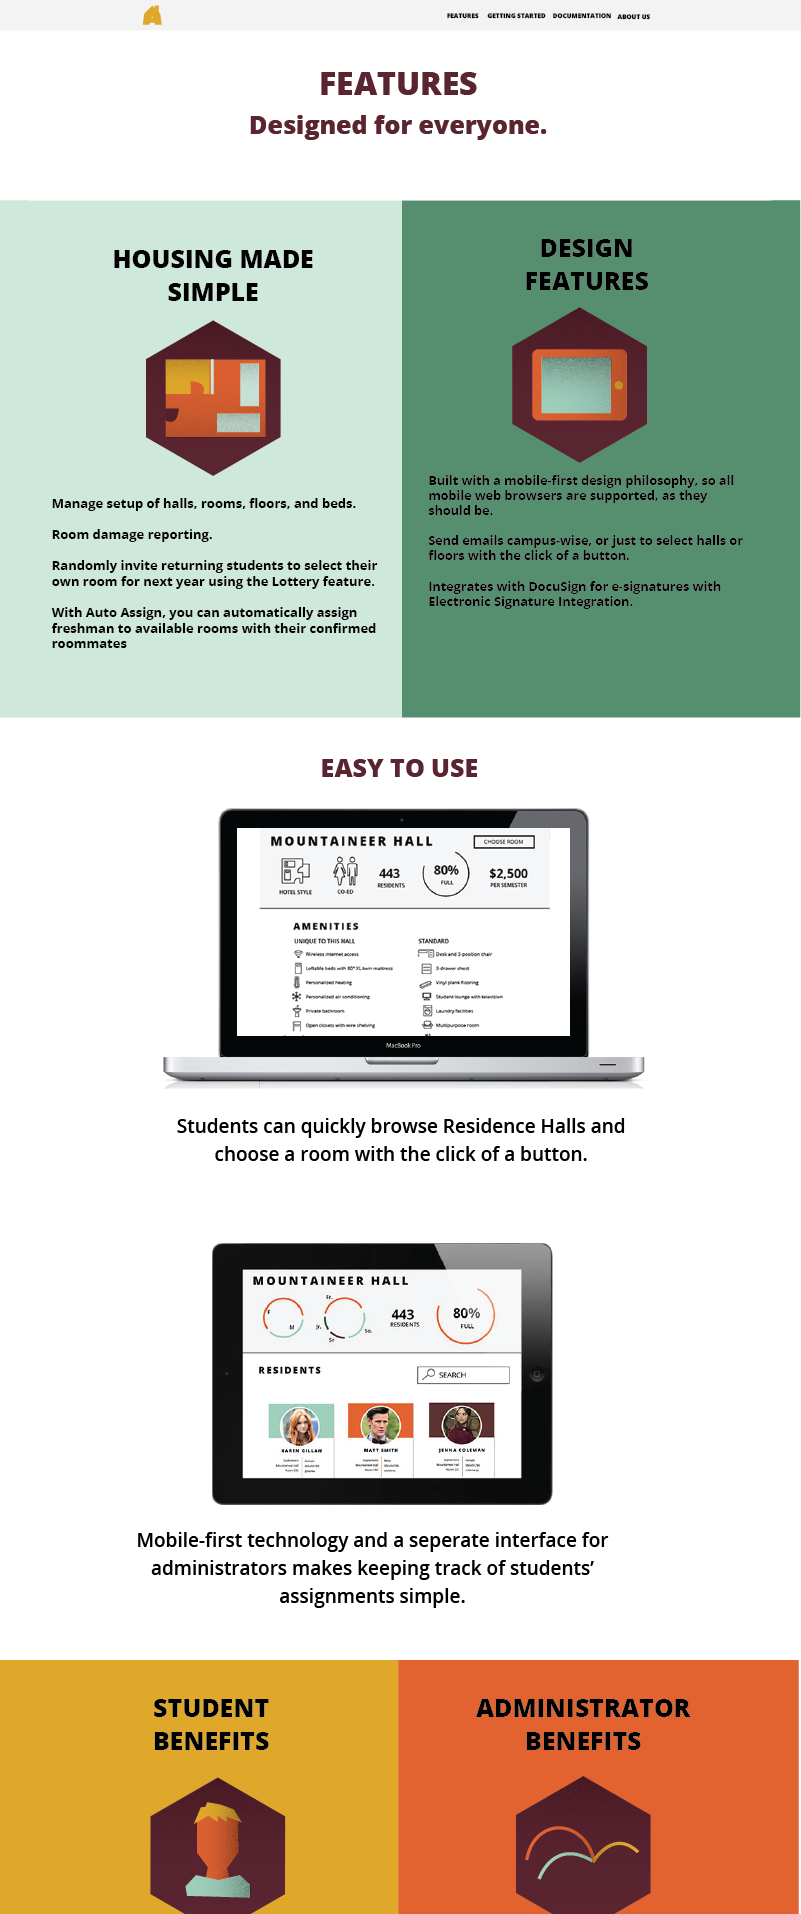 FEATURES GETTING STARTED DOCUMENTATION ABOUT US
FEATURES
Designed for everyone.
HOUSING MADE
SIMPLE
Manage setup of halls, rooms, floors, and beds.
Room damage reporting.
Randomly invite returning students to select their
own room for next year using the Lottery feature.
With Auto Assign, you can automatically assign
freshman to available rooms with their confirmed
roommates
DESIGN
FEATURES
Built with a mobile-first design philosophy, so all
mobile web browsers are supported, as they
should be.
Send emails campus-wise, or just to select halls or
floors with the click of a button.
Integrates with DocuSign for e-signatures with
Electronic Signature Integration.
EASY TO USE
MOUNTAINEER HALL
CHOOSE ROOM
HOTEL STYLE
CO-ED
443
RESIDENTS
80%
FULL
$2,500
PER SEMESTER
AMENITIES
UNIQUE TO THIS HALL
Wireless internet access
Loftable beds with 80" XL twin mattress
Personalized heating
Personalized air conditioning
Private bathroom
Open closets with wire shelving
STANDARD
Desk and 3-position chair
3-drawer chest
Vinyl plank flooring
Student lounge with television
Laundry facilities
Multipurpose room
MacBook Pro
Students can quickly browse Residence Halls and
choose a room with the click of a button.
MOUNTAINEER HALL
F
M
Fr.
Jr.
So.
Sr.
443
RESIDENTS
80%
FULL
RESIDENTS
SEARCH
KAREN GILLAN
MATT SMITH
JENNA COLEMAN
Mobile-first technology and a seperate interface for
administrators makes keeping track of students’
assignments simple.
STUDENT
BENEFITS
ADMINISTRATOR
BENEFITS